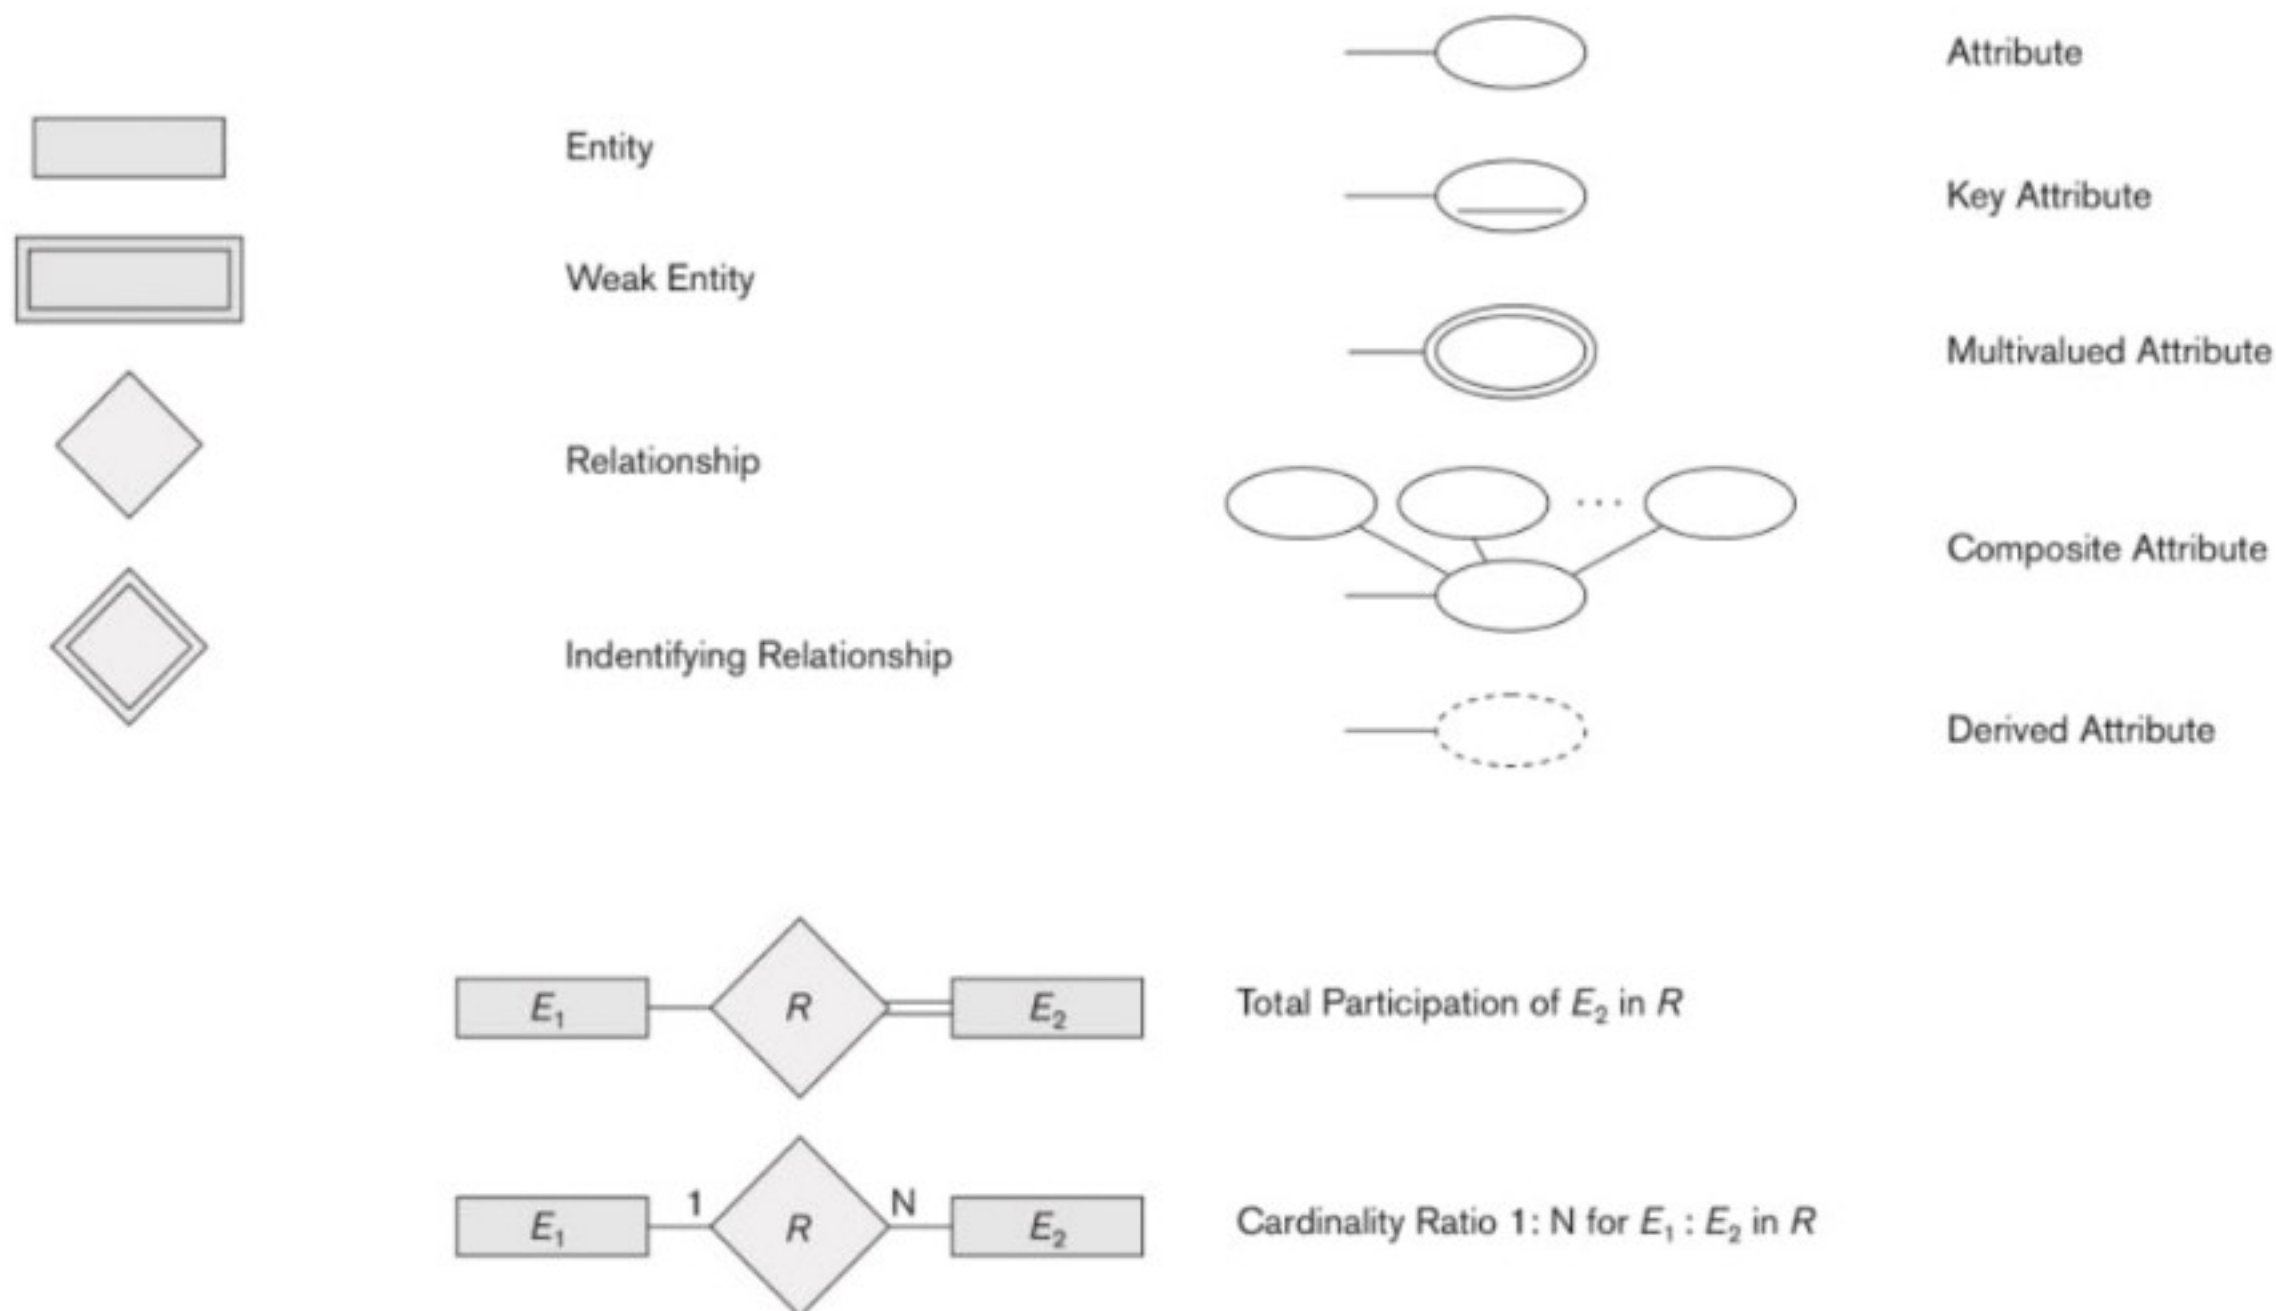 Entity
Weak Entity
Relationship
Indentifying Relationship
Attribute
Key Attribute
Multivalued Attribute
...
Composite Attribute
Derived Attribute
E₁ R E₂ Total Participation of E₂ in R
E₁ 1 R N E₂ Cardinality Ratio 1: N for E₁ : E₂ in R